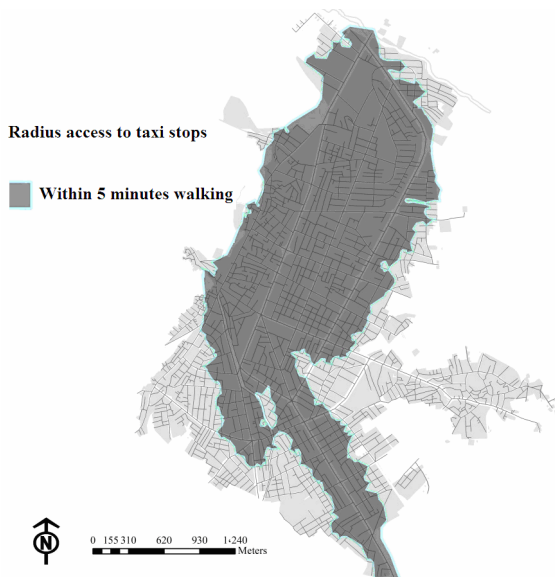 Radius access to taxi stops
Within 5 minutes walking
N
0 155 310 620 930 1٬240
Meters